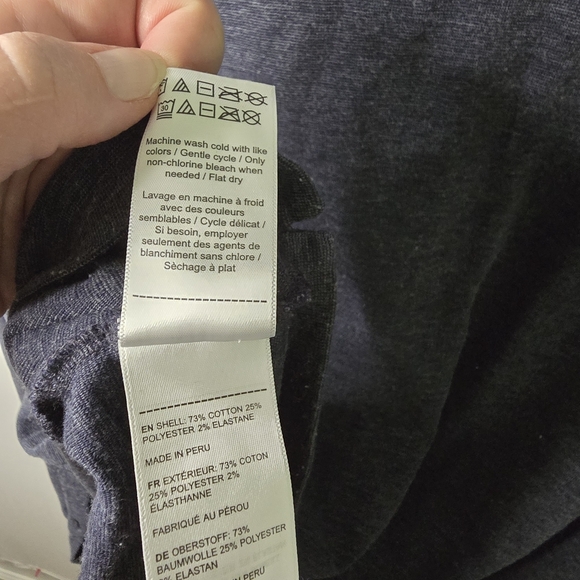 30
Machine wash cold with like
colors / Gentle cycle / Only
non-chlorine bleach when
needed / Flat dry
Lavage en machine à froid
avec des couleurs
semblables / Cycle délicat /
Si besoin, employer
seulement des agents de
blanchiment sans chlore /
Sèchage à plat
EN SHELL: 73% COTTON 25%
POLYESTER 2% ELASTANE
MADE IN PERU
FR EXTÉRIEUR: 73% COTON
25% POLYESTER 2%
ÉLASTHANNE
FABRIQUÉ AU PÉROU
DE OBERSTOFF: 73%
BAUMWOLLE 25% POLYESTER
2% ELASTAN